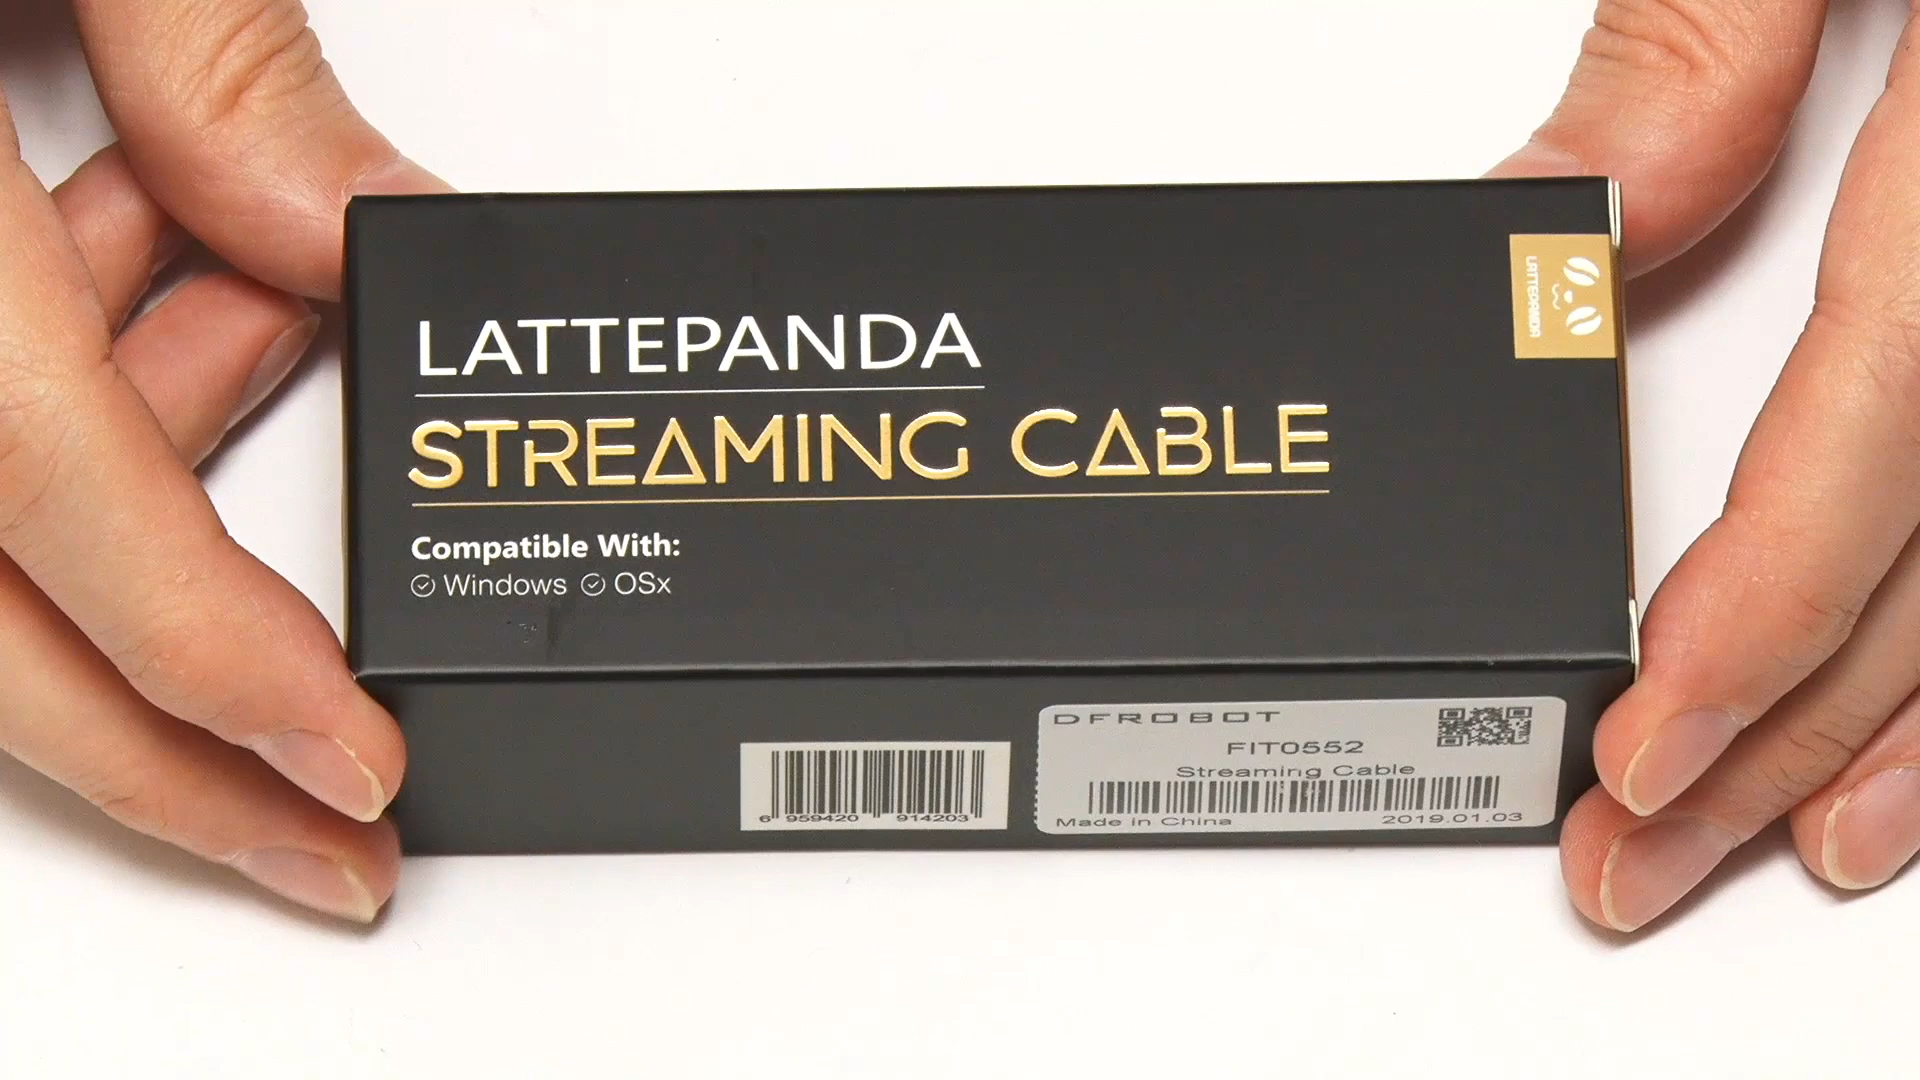 LATTEPANDA
STREAMING CABLE
Compatible With:
Windows OSx
LATTEPANDA
DFROBOT
FIT0552
Streaming Cable
Made in China 2019.01.03
6 959420 914203